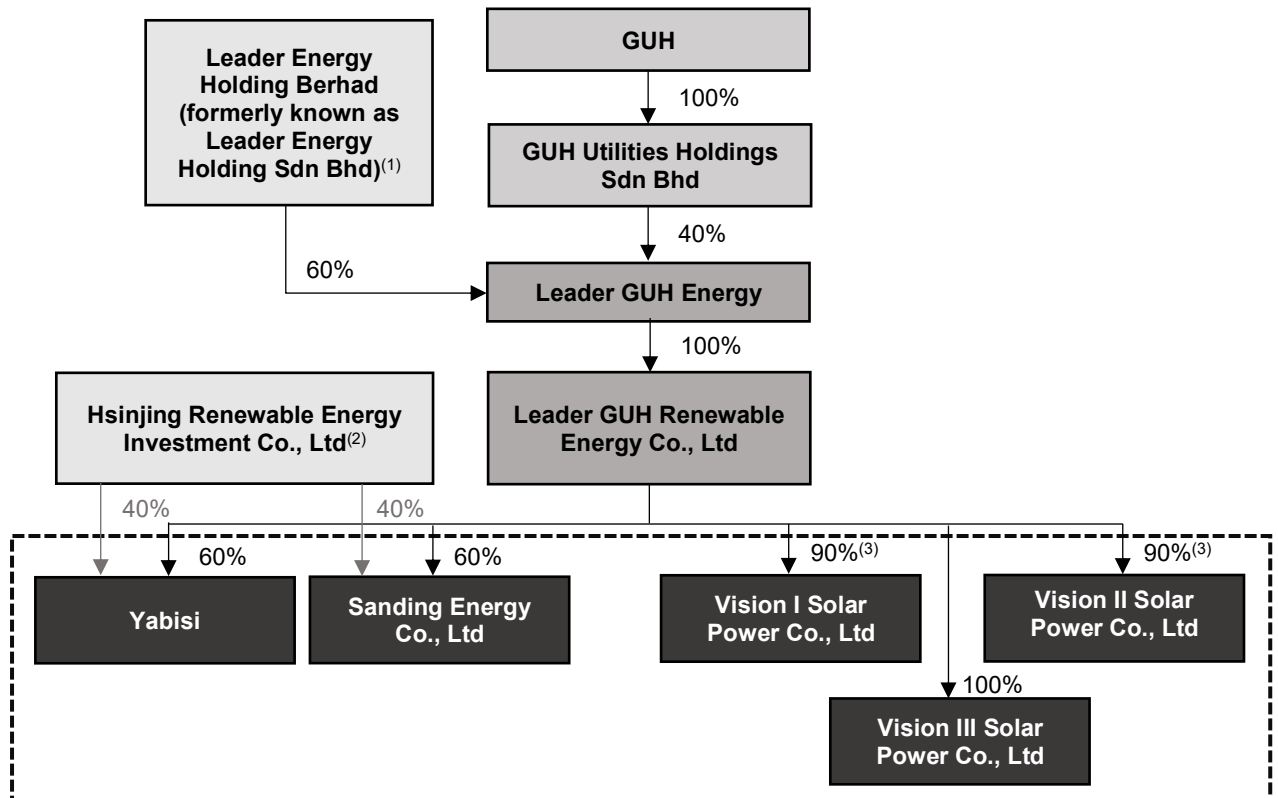 Leader Energy
Holding Berhad
(formerly known as
Leader Energy
Holding Sdn Bhd)(1)
GUH
100%
GUH Utilities Holdings
Sdn Bhd
40%
60%
Leader GUH Energy
100%
Hsinjing Renewable Energy
Investment Co., Ltd(2)
Leader GUH Renewable
Energy Co., Ltd
40%
40%
60%
60%
90%(3)
90%(3)
Yabisi
Sanding Energy
Co., Ltd
Vision I Solar
Power Co., Ltd
Vision II Solar
Power Co., Ltd
100%
Vision III Solar
Power Co., Ltd